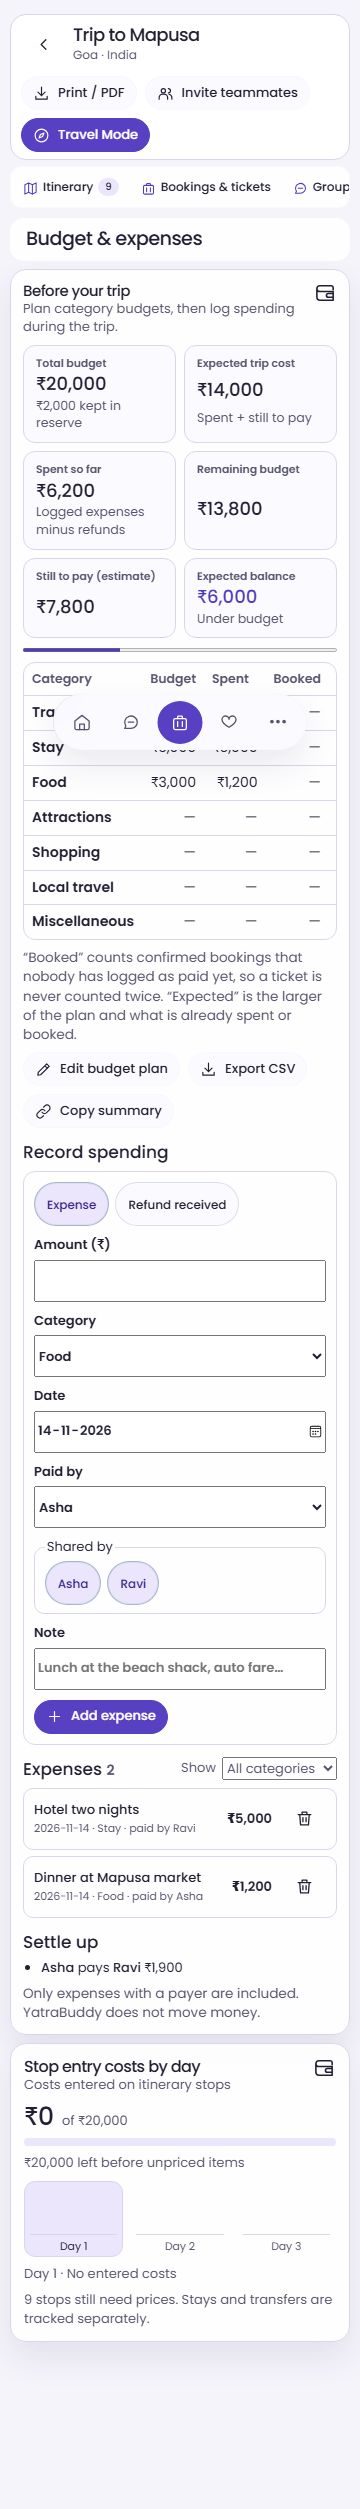 Trip to Mapusa
Goa · India
Print / PDF
Invite teammates
Travel Mode
Itinerary 9
Bookings & tickets
Group
Budget & expenses
Before your trip
Plan category budgets, then log spending
during the trip.
Total budget
₹20,000
₹2,000 kept in
reserve
Expected trip cost
₹14,000
Spent + still to pay
Spent so far
₹6,200
Logged expenses
minus refunds
Remaining budget
₹13,800
Still to pay (estimate)
₹7,800
Expected balance
₹6,000
Under budget
Category Budget Spent Booked
—
Stay —
Food ₹3,000 ₹1,200 —
Attractions — — —
Shopping — — —
Local travel — — —
Miscellaneous — — —
“Booked” counts confirmed bookings that
nobody has logged as paid yet, so a ticket is
never counted twice. “Expected” is the larger
of the plan and what is already spent or
booked.
Edit budget plan
Export CSV
Copy summary
Record spending
Expense
Refund received
Amount (₹)
Category
Food
Date
14-11-2026
Paid by
Asha
Shared by
Asha
Ravi
Note
Lunch at the beach shack, auto fare…
Add expense
Expenses 2
Show All categories
Hotel two nights
2026-11-14 · Stay · paid by Ravi
₹5,000
Dinner at Mapusa market
2026-11-14 · Food · paid by Asha
₹1,200
Settle up
Asha pays Ravi ₹1,900
Only expenses with a payer are included.
YatraBuddy does not move money.
Stop entry costs by day
Costs entered on itinerary stops
₹0 of ₹20,000
₹20,000 left before unpriced items
Day 1
Day 2
Day 3
Day 1 · No entered costs
9 stops still need prices. Stays and transfers are
tracked separately.